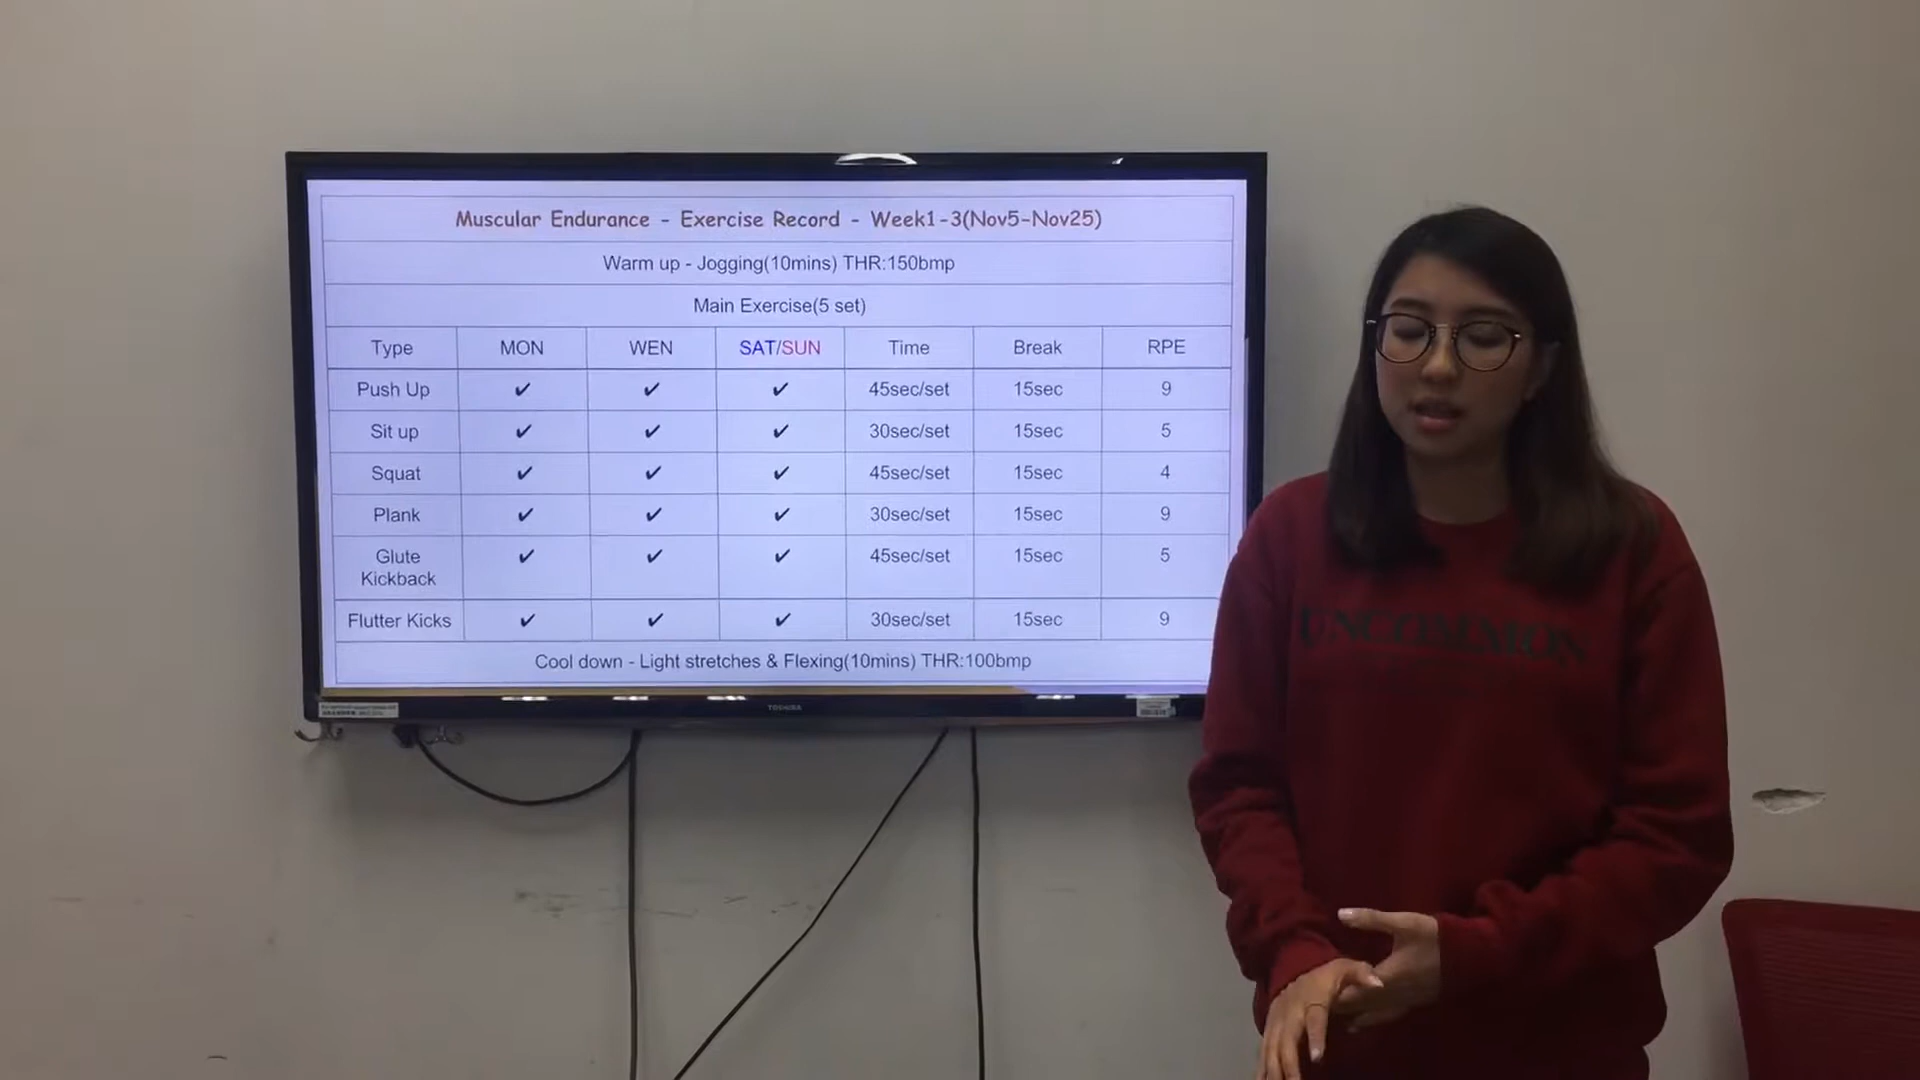 Muscular Endurance - Exercise Record - Week1-3(Nov5-Nov25)
Warm up - Jogging(10mins) THR:150bmp
Main Exercise(5 set)
Type MON WEN SAT/SUN Time Break RPE
Push Up ✔ ✔ ✔ 45sec/set 15sec 9
Sit up ✔ ✔ ✔ 30sec/set 15sec 5
Squat ✔ ✔ ✔ 45sec/set 15sec 4
Plank ✔ ✔ ✔ 30sec/set 15sec 9
Glute Kickback ✔ ✔ ✔ 45sec/set 15sec 5
Flutter Kicks ✔ ✔ ✔ 30sec/set 15sec 9
Cool down - Light stretches & Flexing(10mins) THR:100bmp
TOSHIBA
UNCOMMON